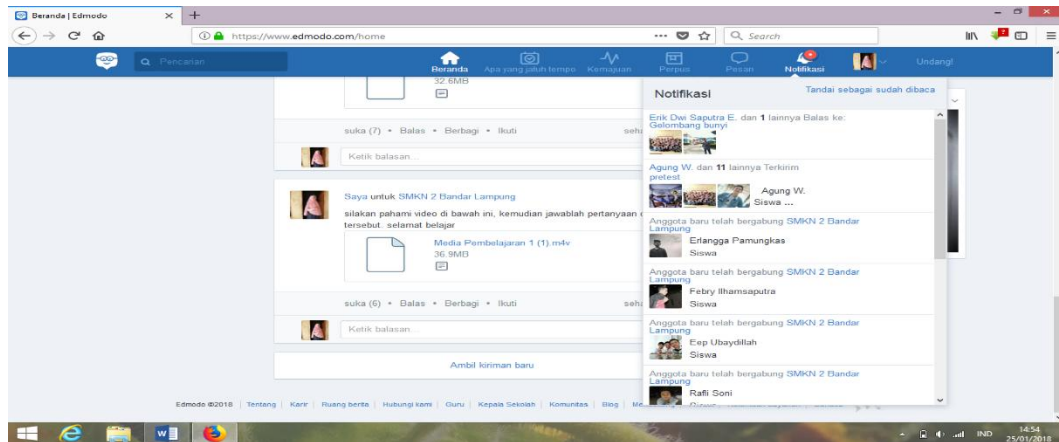 Beranda | Edmodo
https://www.edmodo.com/home
Search
Pencarian
Beranda
Apa yang jatuh tempo
Kemajuan
Perpus
Pesan
Notifikasi
Undang!
32.6MB
suka (7) • Balas • Berbagi • Ikuti
Ketik balasan...
Saya untuk SMKN 2 Bandar Lampung
silakan pahami video di bawah ini, kemudian jawablah pertanyaan
tersebut. selamat belajar
Media Pembelajaran 1 (1).m4v
36.9MB
suka (6) • Balas • Berbagi • Ikuti
Ketik balasan...
Ambil kiriman baru
Edmodo ©2018 | Tentang | Karir | Ruang berita | Hubungi kami | Guru | Kepala Sekolah | Komunitas | Blog
Notifikasi
Tandai sebagai sudah dibaca
Erik Dwi Saputra E. dan 1 lainnya Balas ke:
Gelombang bunyi
Agung W. dan 11 lainnya Terkirim
pretest
Agung W.
Siswa ...
Anggota baru telah bergabung SMKN 2 Bandar
Lampung
Erlangga Pamungkas
Siswa
Anggota baru telah bergabung SMKN 2 Bandar
Lampung
Febry Ilhamsaputra
Siswa
Anggota baru telah bergabung SMKN 2 Bandar
Lampung
Eep Ubaydillah
Siswa
Anggota baru telah bergabung SMKN 2 Bandar
Lampung
Rafli Soni
IND
14:54
25/01/2018